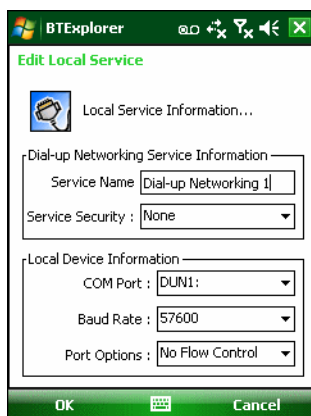 BTExplorer
Edit Local Service
Local Service Information...
Dial-up Networking Service Information
Service Name Dial-up Networking 1
Service Security : None
Local Device Information
COM Port : DUN1:
Baud Rate : 57600
Port Options : No Flow Control
OK Cancel